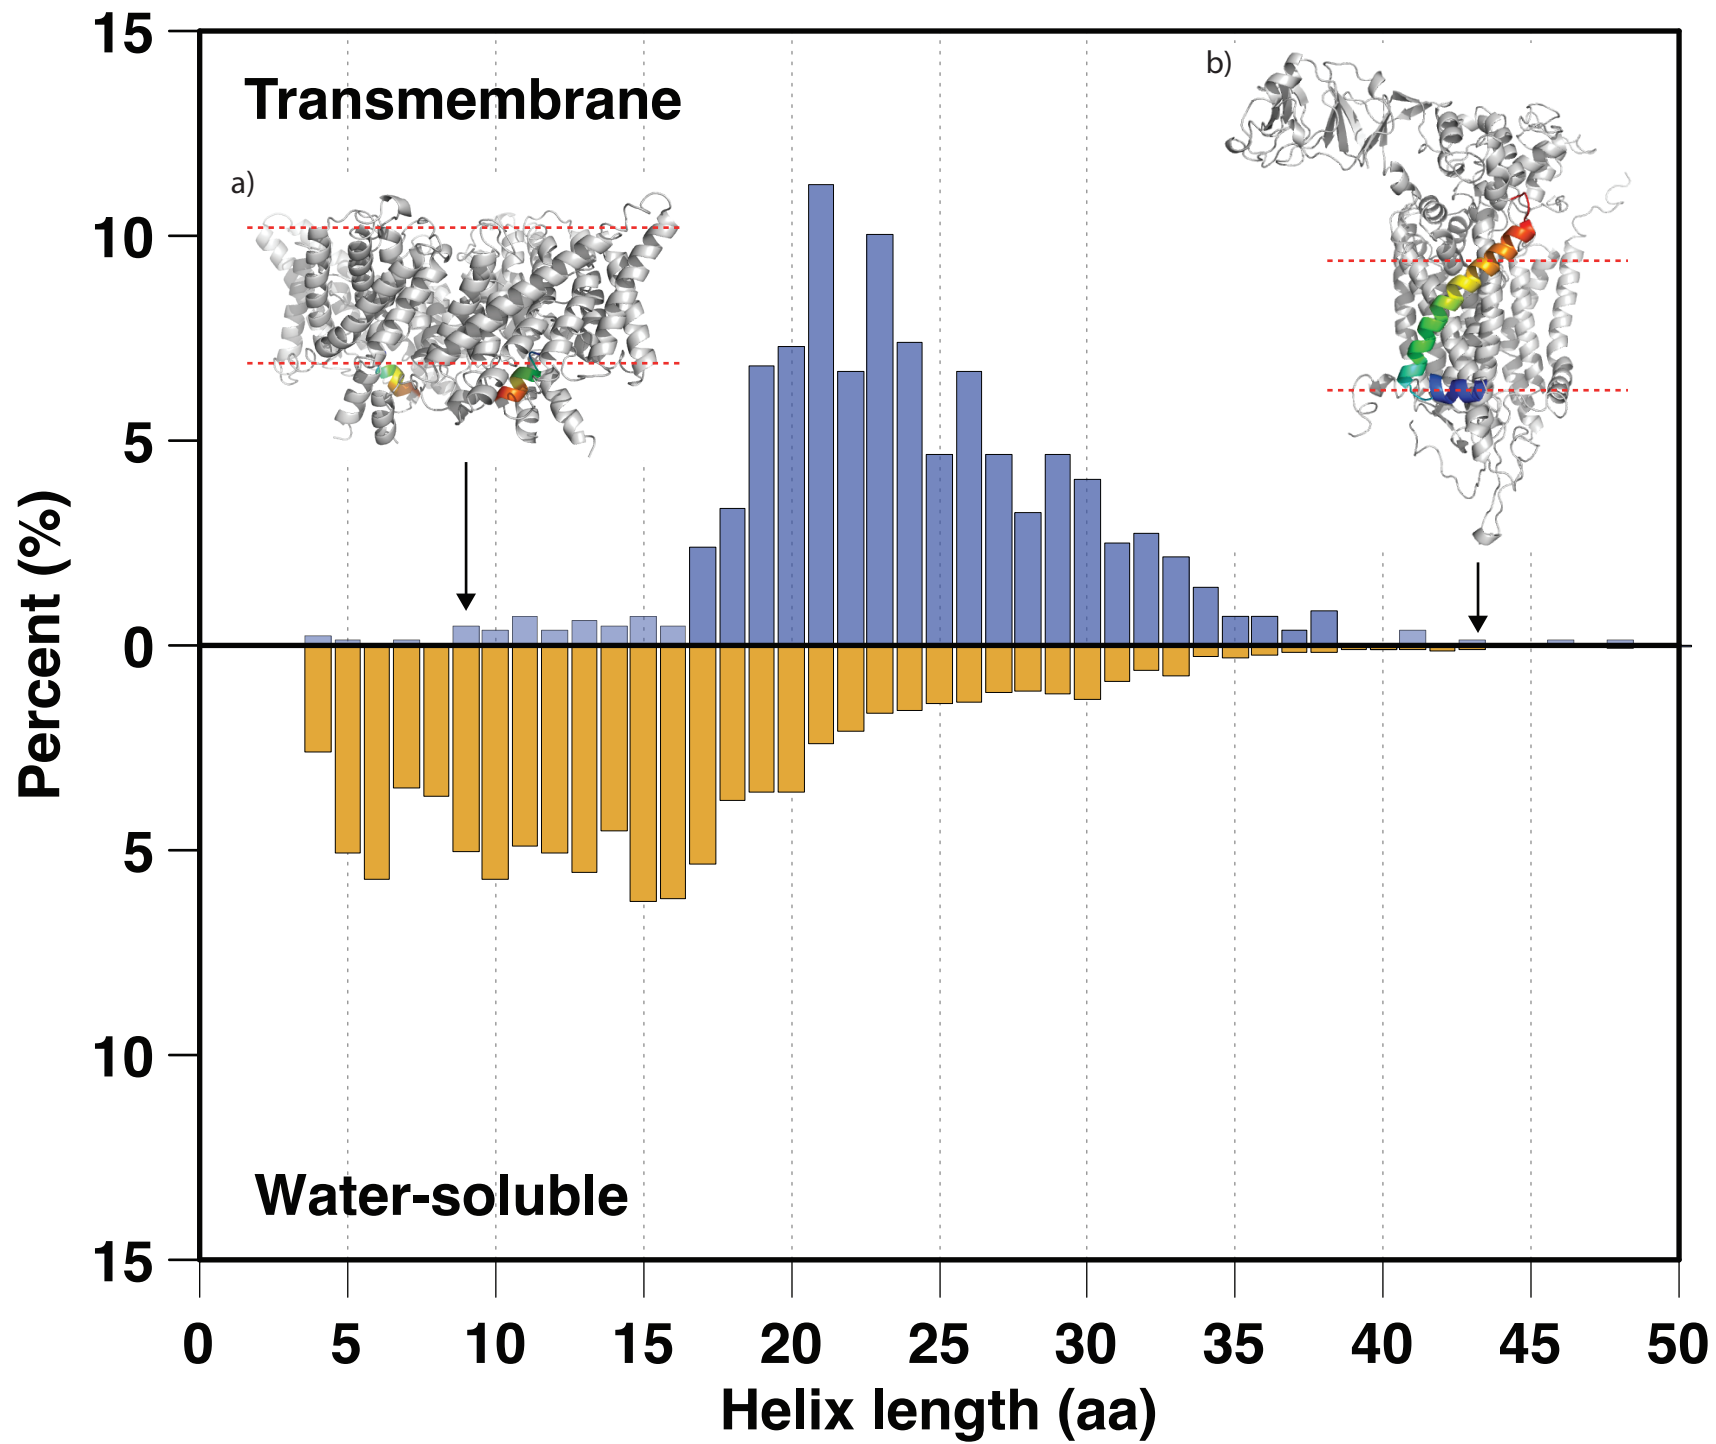 15
b)
Transmembrane
a)
10
5
0
Percent (%)
5
10
Water-soluble
15
0 5 10 15 20 25 30 35 40 45 50
Helix length (aa)